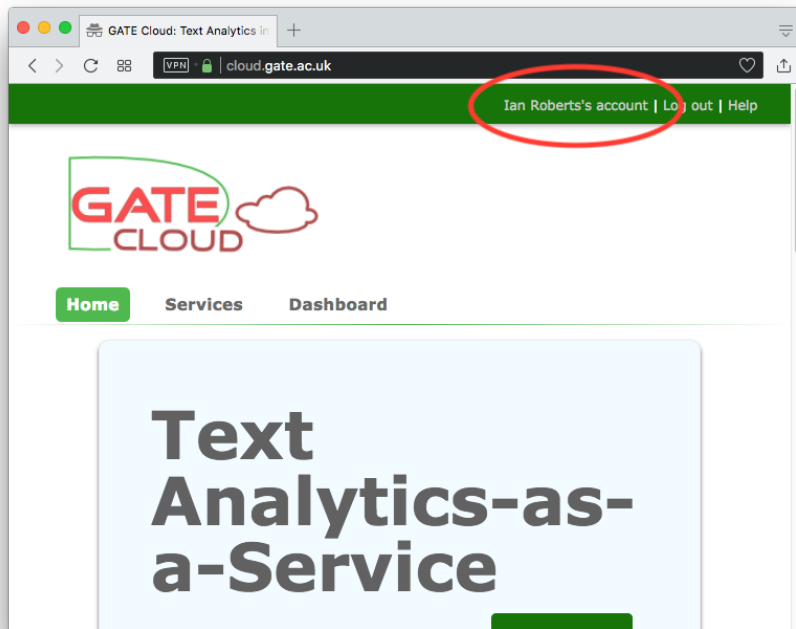 GATE Cloud: Text Analytics in
VPN cloud.gate.ac.uk
Ian Roberts's account | Log out | Help
GATE
CLOUD
Home Services Dashboard
Text
Analytics-as-
a-Service